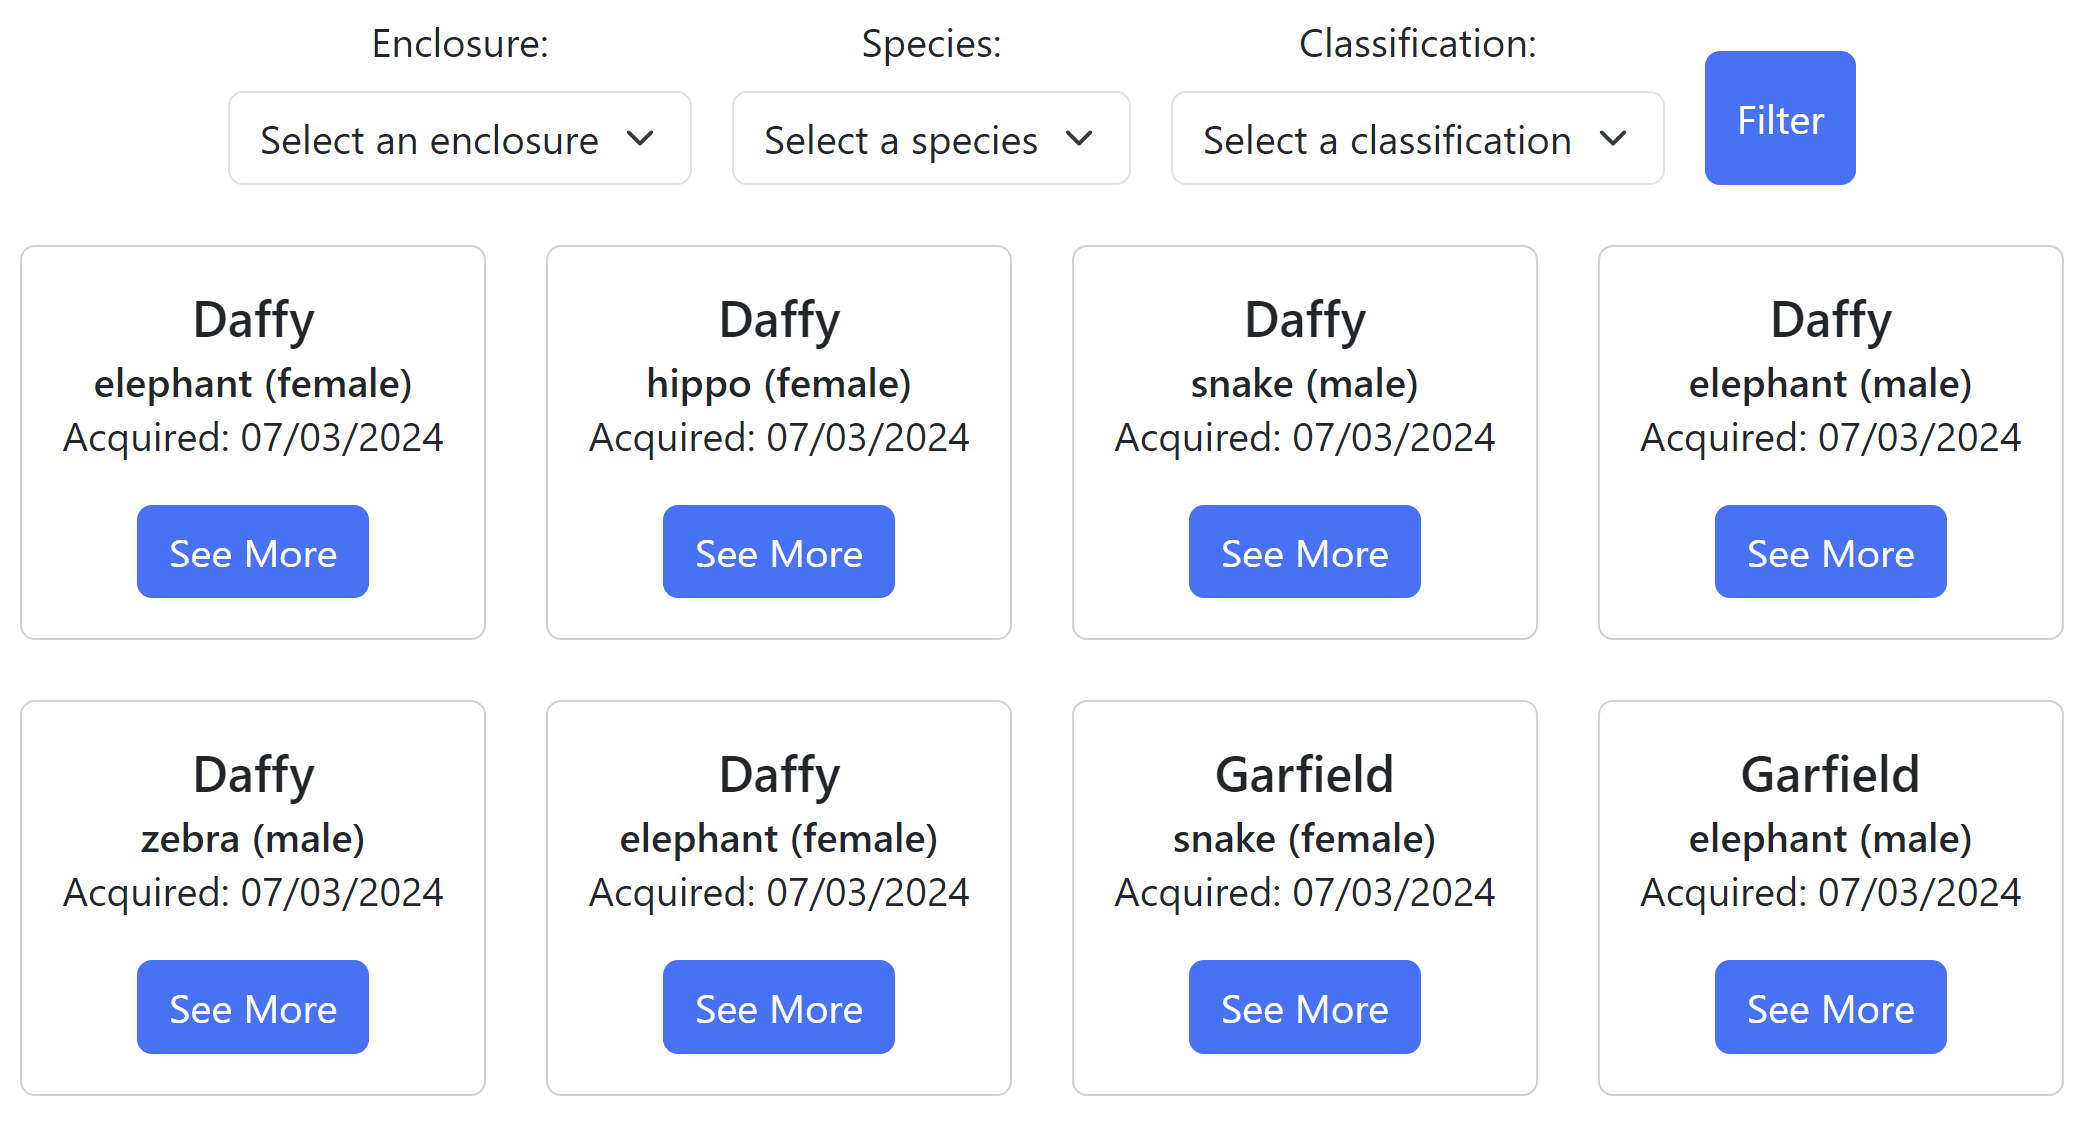 Enclosure:
Species:
Classification:
Select an enclosure
Select a species
Select a classification
Filter
Daffy
elephant (female)
Acquired: 07/03/2024
See More
Daffy
hippo (female)
Acquired: 07/03/2024
See More
Daffy
snake (male)
Acquired: 07/03/2024
See More
Daffy
elephant (male)
Acquired: 07/03/2024
See More
Daffy
zebra (male)
Acquired: 07/03/2024
See More
Daffy
elephant (female)
Acquired: 07/03/2024
See More
Garfield
snake (female)
Acquired: 07/03/2024
See More
Garfield
elephant (male)
Acquired: 07/03/2024
See More